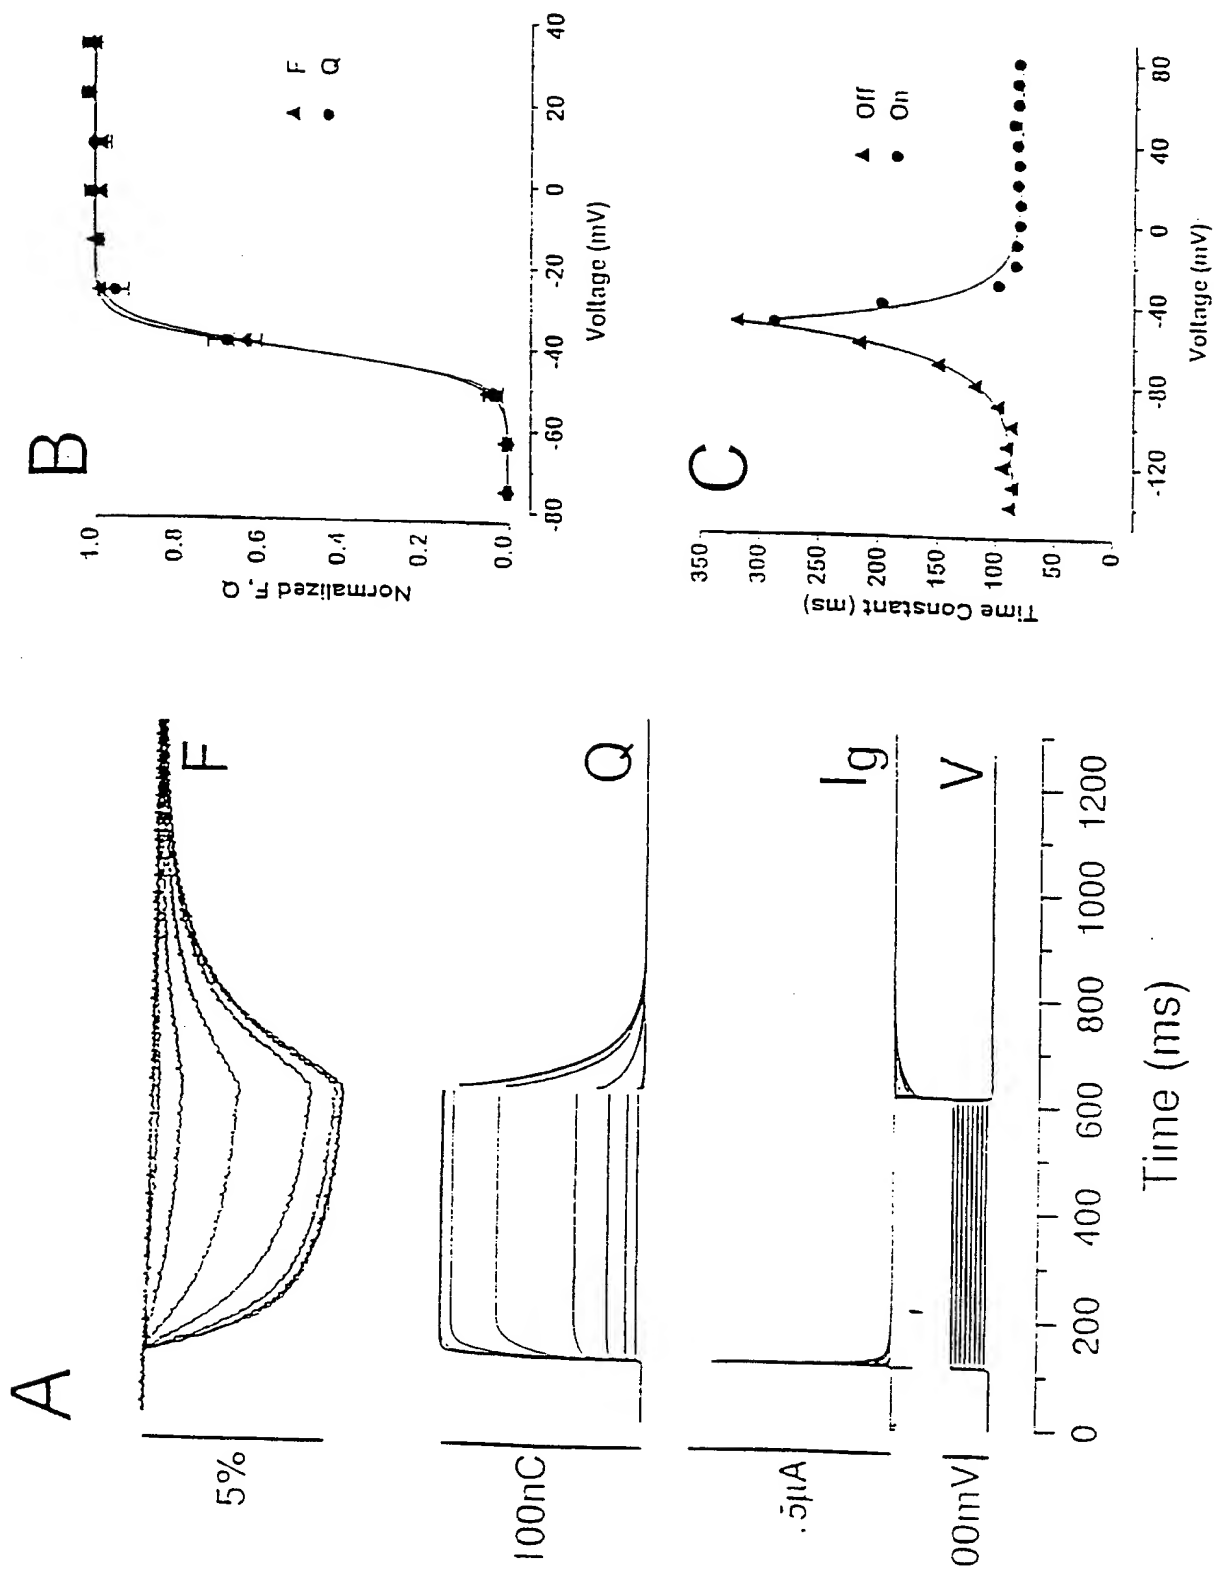 A
5%
F
100nC
Q
.5µA
Ig
00mV
V
0 200 400 600 800 1000 1200
Time (ms)
B
Normalized F, Q
1.0
0.8
0.6
0.4
0.2
0.0
F
Q
-80 -60 -40 -20 0 20 40
Voltage (mV)
C
Time Constant (ms)
350
300
250
200
150
100
50
0
Off
On
-120 -80 -40 0 40 80
Voltage (mV)